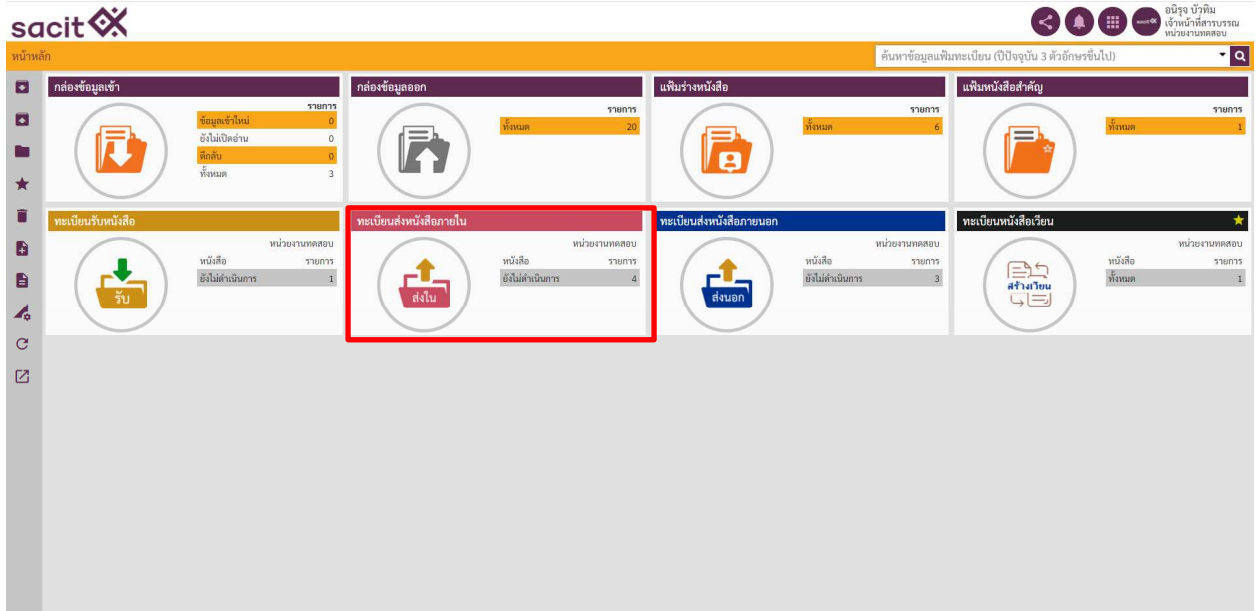 sacit
อนิรุจ บัวทิม
เจ้าหน้าที่สารบรรณ
หน่วยงานทดสอบ
หน้าหลัก
ค้นหาข้อมูลแฟ้มทะเบียน (ปีปัจจุบัน 3 ตัวอักษรขึ้นไป)
กล่องข้อมูลเข้า
รายการ
ข้อมูลเข้าใหม่ 0
ยังไม่เปิดอ่าน 0
ตีกลับ 0
ทั้งหมด 3
กล่องข้อมูลออก
รายการ
ทั้งหมด 20
แฟ้มร่างหนังสือ
รายการ
ทั้งหมด 6
แฟ้มหนังสือสำคัญ
รายการ
ทั้งหมด 1
ทะเบียนรับหนังสือ
หน่วยงานทดสอบ
หนังสือ รายการ
ยังไม่ดำเนินการ 1
รับ
ทะเบียนส่งหนังสือภายใน
หน่วยงานทดสอบ
หนังสือ รายการ
ยังไม่ดำเนินการ 4
ส่งใน
ทะเบียนส่งหนังสือภายนอก
หน่วยงานทดสอบ
หนังสือ รายการ
ยังไม่ดำเนินการ 3
ส่งนอก
ทะเบียนหนังสือเวียน
หน่วยงานทดสอบ
หนังสือ รายการ
ทั้งหมด 1
สร้างเวียน